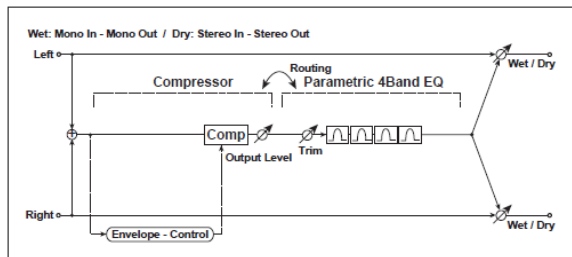 Wet: Mono In - Mono Out / Dry: Stereo In - Stereo Out
Left
Wet / Dry
Routing
Compressor
Parametric 4Band EQ
Comp
Output Level
Trim
Right
Wet / Dry
Envelope - Control